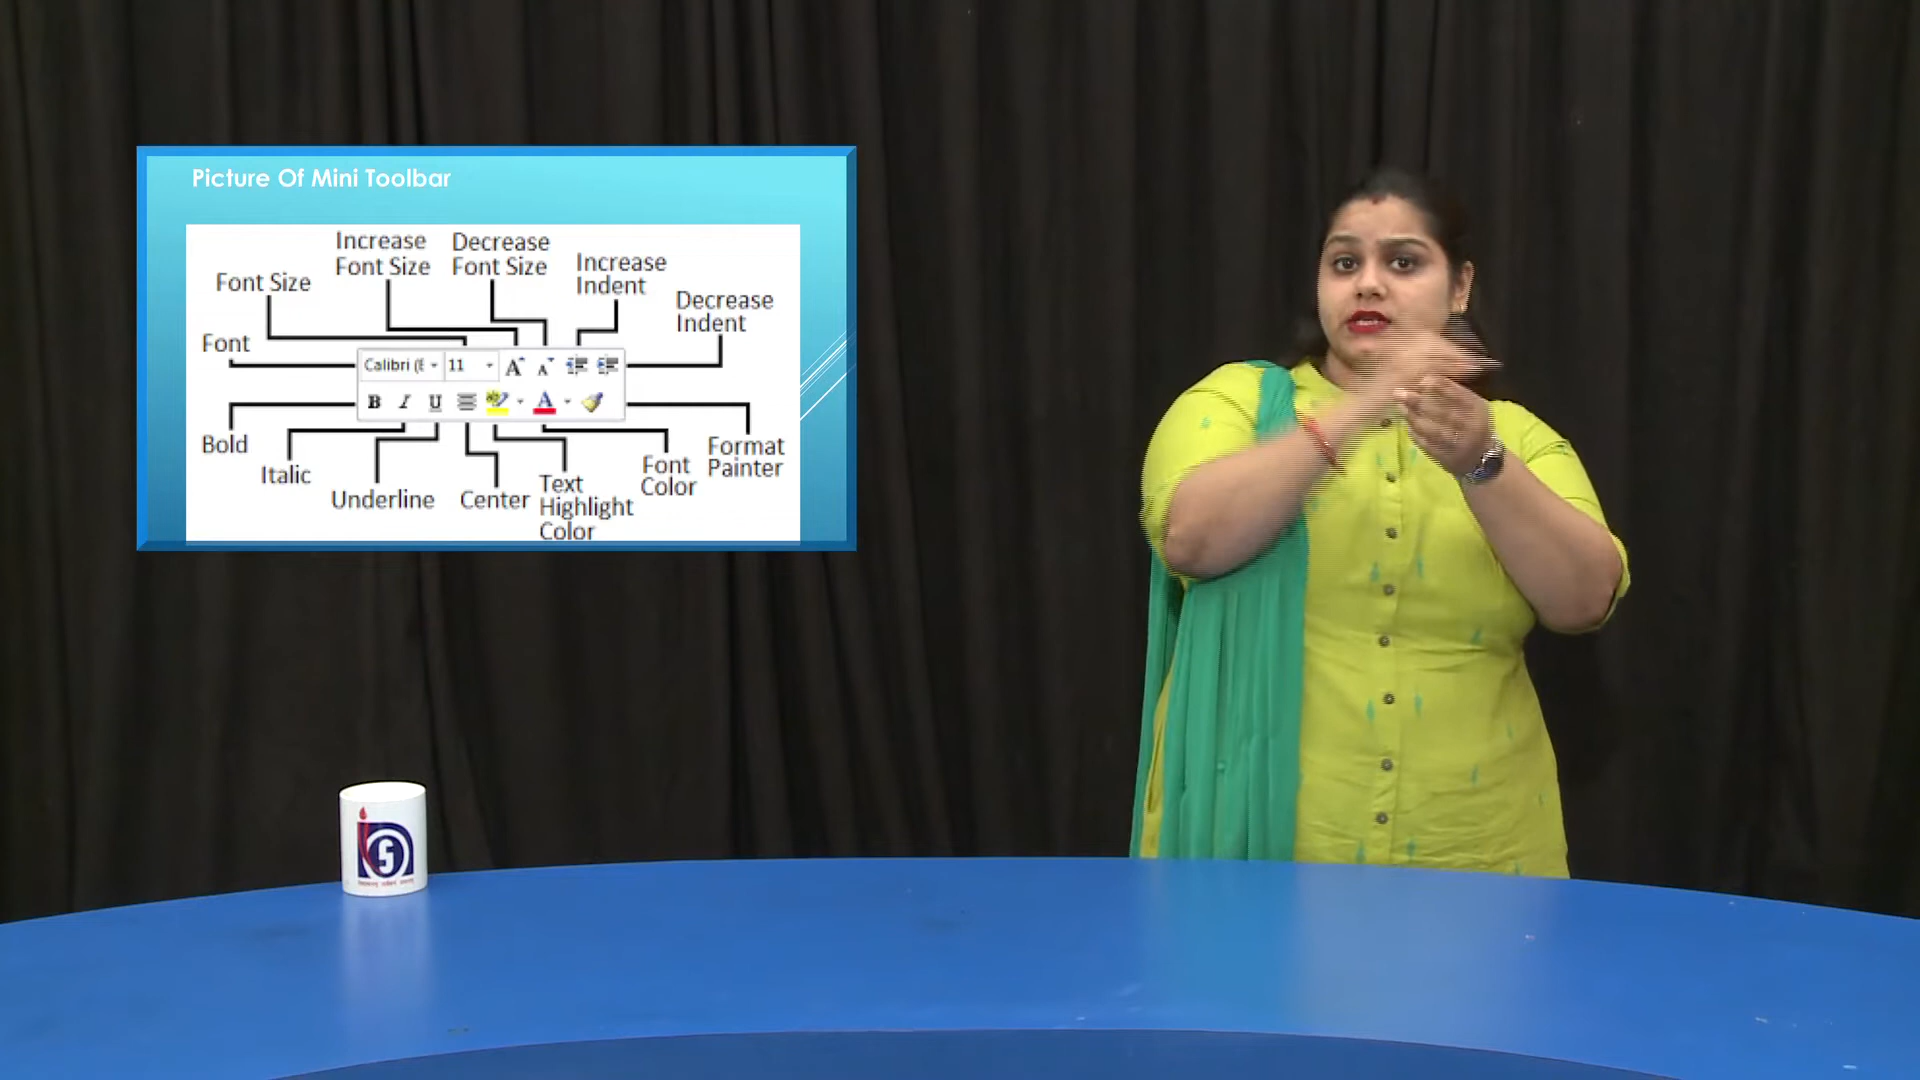 Picture Of Mini Toolbar
Increase
Font Size
Decrease
Font Size
Increase
Indent
Font Size
Decrease
Indent
Font
Calibri (E
11
A
A
B
I
U
A
Bold
Italic
Underline
Center
Text
Highlight
Color
Font
Color
Format
Painter